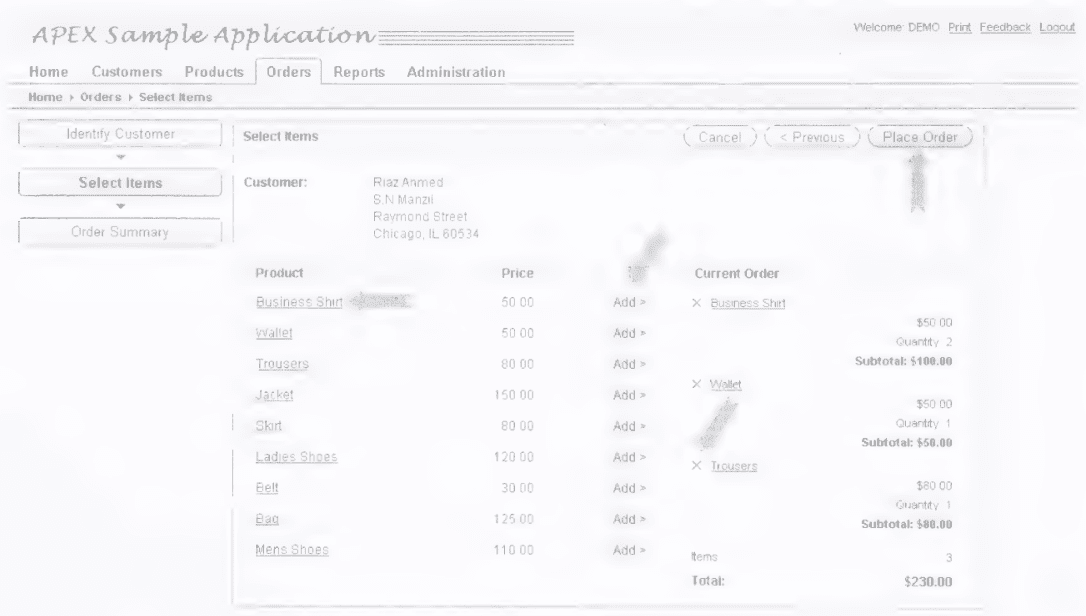 APEX Sample Application
Welcome: DEMO Print Feedback Logout
Home Customers Products Orders Reports Administration
Home > Orders > Select Items
Identify Customer
Select Items
Order Summary
Select Items
Cancel < Previous Place Order
Customer: Riaz Ahmed
S.N Manzil
Raymond Street
Chicago, IL 60534
Product Price Current Order
Business Shirt 50.00 Add >
Wallet 50.00 Add >
Trousers 80.00 Add >
Jacket 150.00 Add >
Skirt 80.00 Add >
Ladies Shoes 120.00 Add >
Belt 30.00 Add >
Bag 125.00 Add >
Mens Shoes 110.00 Add >
X Business Shirt
$50.00
Quantity 2
Subtotal: $100.00
X Wallet
$50.00
Quantity 1
Subtotal: $50.00
X Trousers
$80.00
Quantity 1
Subtotal: $80.00
Items 3
Total: $230.00